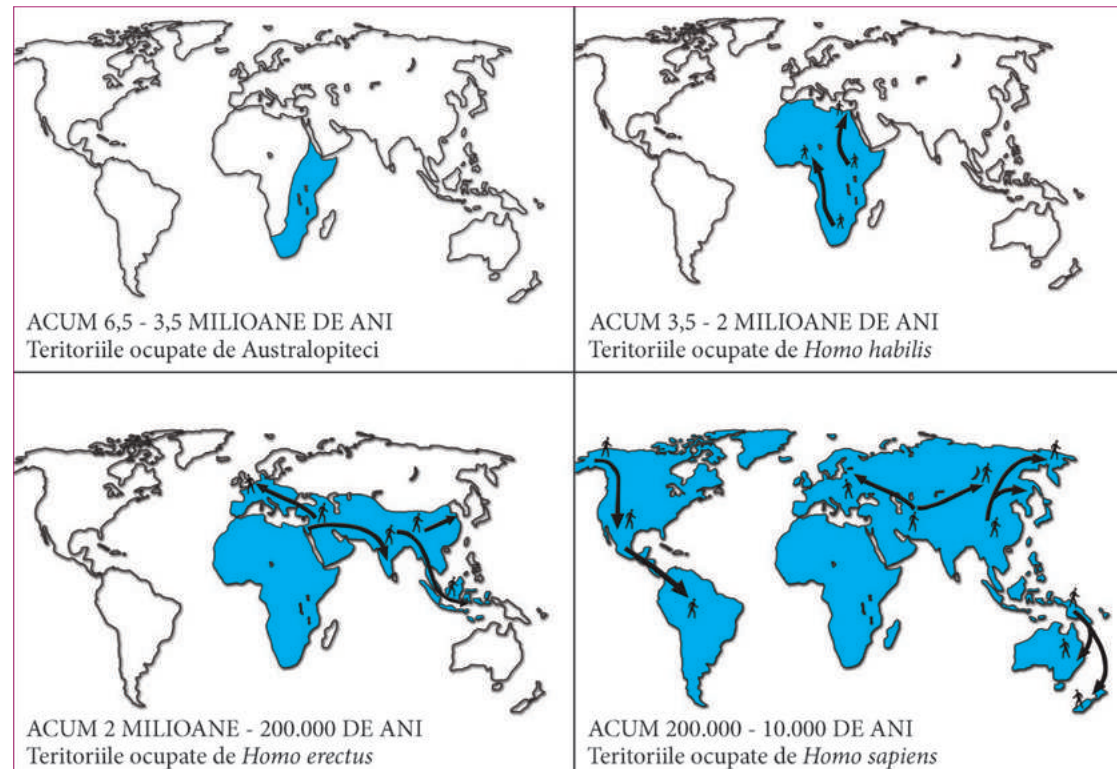 ACUM 6,5 - 3,5 MILIOANE DE ANI
Teritoriile ocupate de Australopiteci
ACUM 3,5 - 2 MILIOANE DE ANI
Teritoriile ocupate de Homo habilis
ACUM 2 MILIOANE - 200.000 DE ANI
Teritoriile ocupate de Homo erectus
ACUM 200.000 - 10.000 DE ANI
Teritoriile ocupate de Homo sapiens